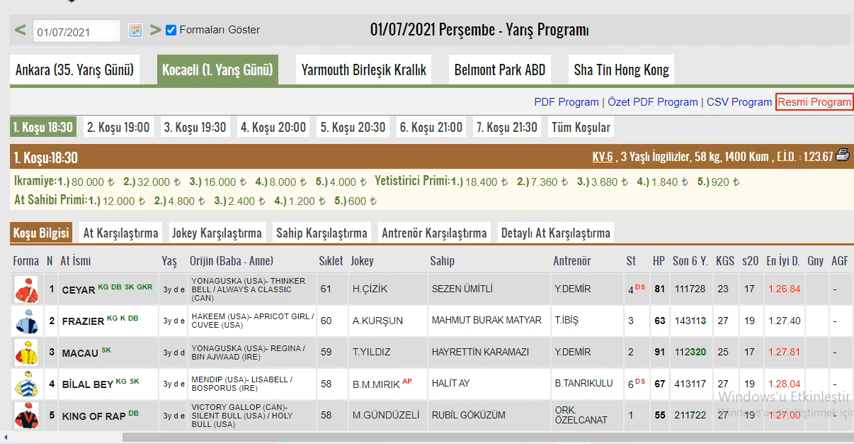 01/07/2021 Formaları Göster 01/07/2021 Perşembe - Yarış Programı
Ankara (35. Yarış Günü) Kocaeli (1. Yarış Günü) Yarmouth Birleşik Krallık Belmont Park ABD Sha Tin Hong Kong
PDF Program | Özet PDF Program | CSV Program Resmi Program
1. Koşu 18:30 2. Koşu 19:00 3. Koşu 19:30 4. Koşu 20:00 5. Koşu 20:30 6. Koşu 21:00 7. Koşu 21:30 Tüm Koşular
1. Koşu:18:30 KV-6 , 3 Yaşlı İngilizler, 58 kg, 1400 Kum , E.İ.D. : 1.23.67
Ikramiye:1.) 80.000 ₺ 2.) 32.000 ₺ 3.) 16.000 ₺ 4.) 8.000 ₺ 5.) 4.000 ₺ Yetistirici Primi:1.) 18.400 ₺ 2.) 7.360 ₺ 3.) 3.680 ₺ 4.) 1.840 ₺ 5.) 920 ₺
At Sahibi Primi:1.) 12.000 ₺ 2.) 4.800 ₺ 3.) 2.400 ₺ 4.) 1.200 ₺ 5.) 600 ₺
Koşu Bilgisi At Karşılaştırma Jokey Karşılaştırma Sahip Karşılaştırma Antrenör Karşılaştırma Detaylı At Karşılaştırma
Forma N At İsmi Yaş Orijin (Baba - Anne) Sıklet Jokey Sahip Antrenör St HP Son 6 Y. KGS s20 En İyi D. Gny AGF
1 CEYAR KG DB SK GKR 3y d e YONAGUSKA (USA)- THINKER BELL / ALWAYS A CLASSIC (CAN) 61 H.ÇİZİK SEZEN ÜMİTLİ Y.DEMİR 4 DS 81 111728 23 17 1.26.84 -
2 FRAZIER KG K DB 3y d e HAKEEM (USA)- APRICOT GIRL / CUVEE (USA) 60 A.KURŞUN MAHMUT BURAK MATYAR T.İBİŞ 3 63 143113 27 19 1.27.40 -
3 MACAU SK 3y d d YONAGUSKA (USA)- REGINA / BIN AJWAAD (IRE) 59 T.YILDIZ HAYRETTİN KARAMAZI Y.DEMİR 2 91 112320 25 17 1.27.81 -
4 BİLAL BEY KG SK 3y d e MENDIP (USA)- LISABELL / BOSPORUS (IRE) 58 B.M.MIRIK AP HALIT AY B.TANRIKULU 6 DS 67 413117 27 19 1.28.04 -
5 KING OF RAP DB 3y d e VICTORY GALLOP (CAN)- SILENT BULL (USA) / HOLY BULL (USA) 58 M.GÜNDÜZELİ RUBİL GÖKÜZÜM ORK. ÖZELCANAT 1 55 211722 27 19 1.27.00 -
Windows'u Etkinleştir
Windows'u etkinleştirmek için